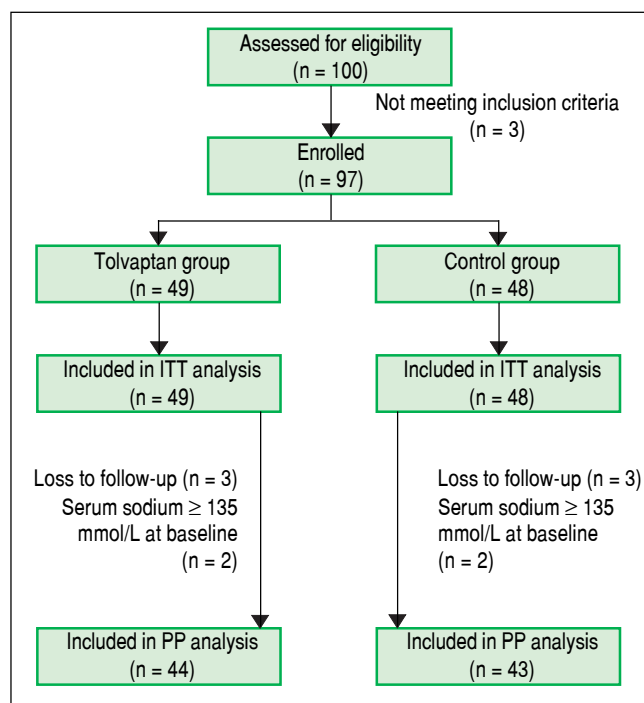 Assessed for eligibility
(n = 100)
Not meeting inclusion criteria
(n = 3)
Enrolled
(n = 97)
Tolvaptan group
(n = 49)
Control group
(n = 48)
Included in ITT analysis
(n = 49)
Included in ITT analysis
(n = 48)
Loss to follow-up (n = 3)
Serum sodium ≥ 135
mmol/L at baseline
(n = 2)
Loss to follow-up (n = 3)
Serum sodium ≥ 135
mmol/L at baseline
(n = 2)
Included in PP analysis
(n = 44)
Included in PP analysis
(n = 43)